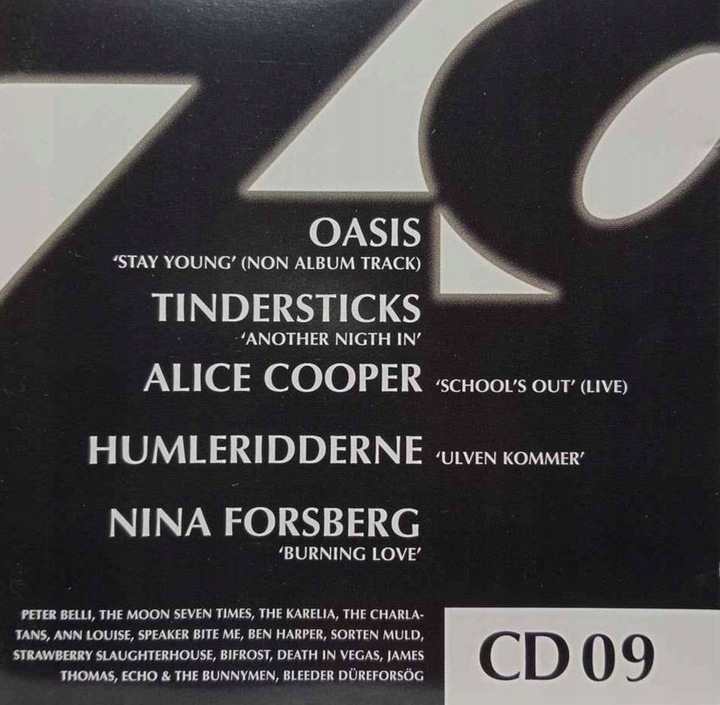 OASIS
‘STAY YOUNG’ (NON ALBUM TRACK)
TINDERSTICKS
‘ANOTHER NIGTH IN’
ALICE COOPER ‘SCHOOL’S OUT’ (LIVE)
HUMLERIDDERNE ‘ULVEN KOMMER’
NINA FORSBERG
‘BURNING LOVE’
PETER BELLI, THE MOON SEVEN TIMES, THE KARELIA, THE CHARLA-
TANS, ANN LOUISE, SPEAKER BITE ME, BEN HARPER, SORTEN MULD,
STRAWBERRY SLAUGHTERHOUSE, BIFROST, DEATH IN VEGAS, JAMES
THOMAS, ECHO & THE BUNNYMEN, BLEEDER DÜREFORSÖG
CD 09